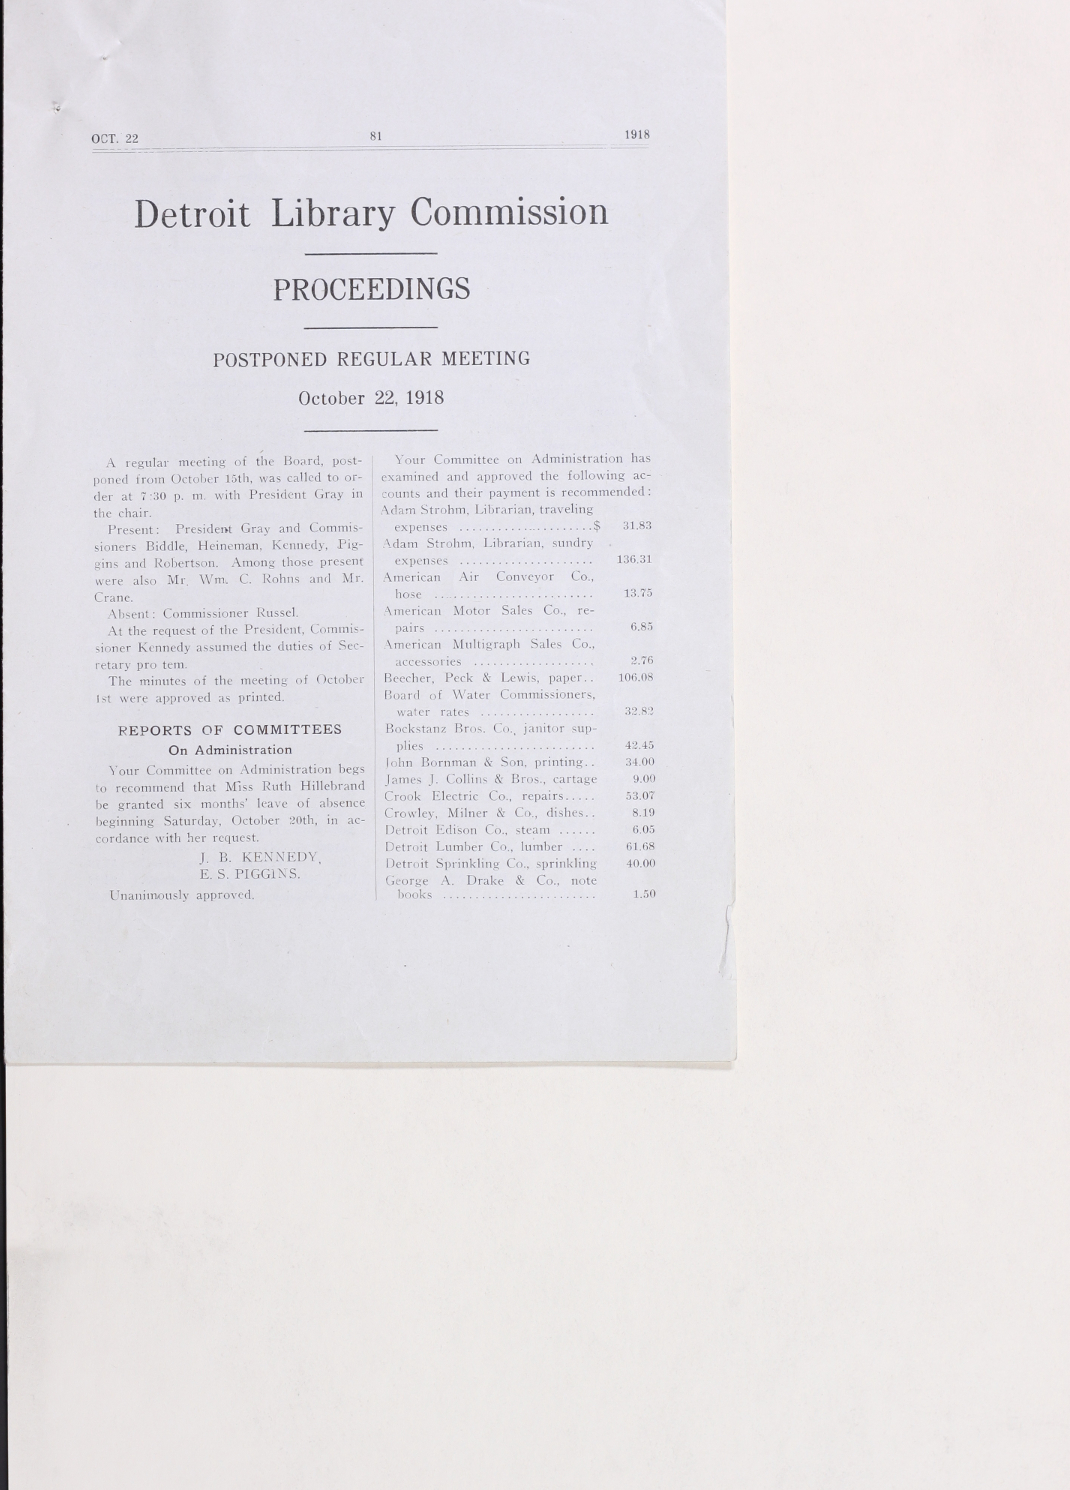 OCT. 22 81 1918
Detroit Library Commission
PROCEEDINGS
POSTPONED REGULAR MEETING
October 22, 1918
A regular meeting of the Board, post-
poned from October 15th, was called to or-
der at 7:30 p. m. with President Gray in
the chair.
Present: President Gray and Commis-
sioners Biddle, Heineman, Kennedy, Pig-
gins and Robertson. Among those present
were also Mr. Wm. C. Rohns and Mr.
Crane.
Absent: Commissioner Russel.
At the request of the President, Commis-
sioner Kennedy assumed the duties of Sec-
retary pro tem.
The minutes of the meeting of October
1st were approved as printed.
REPORTS OF COMMITTEES
On Administration
Your Committee on Administration begs
to recommend that Miss Ruth Hillebrand
be granted six months' leave of absence
beginning Saturday, October 20th, in ac-
cordance with her request.
J. B. KENNEDY,
E. S. PIGGINS.
Unanimously approved.
Your Committee on Administration has
examined and approved the following ac-
counts and their payment is recommended:
Adam Strohm, Librarian, traveling
expenses .....................$ 31.83
Adam Strohm, Librarian, sundry
expenses ..................... 136.31
American Air Conveyor Co.,
hose ......................... 13.75
American Motor Sales Co., re-
pairs ......................... 6.85
American Multigraph Sales Co.,
accessories ................... 2.76
Beecher, Peck & Lewis, paper.. 106.08
Board of Water Commissioners,
water rates .................. 32.82
Bockstanz Bros. Co., janitor sup-
plies ......................... 42.45
John Bornman & Son, printing.. 34.00
James J. Collins & Bros., cartage 9.00
Crook Electric Co., repairs..... 53.07
Crowley, Milner & Co., dishes.. 8.19
Detroit Edison Co., steam ...... 6.05
Detroit Lumber Co., lumber .... 61.68
Detroit Sprinkling Co., sprinkling 40.00
George A. Drake & Co., note
books ........................ 1.50